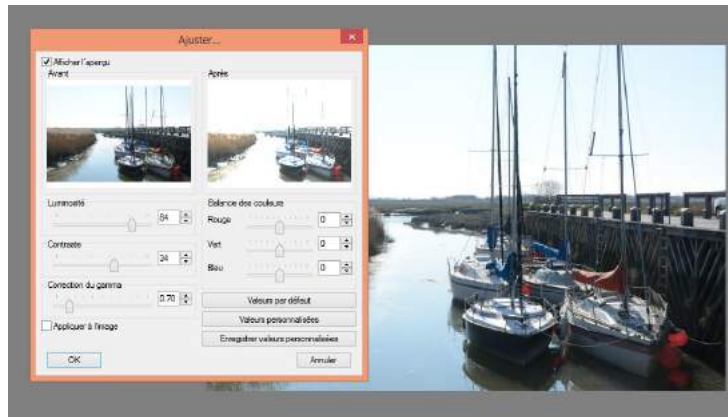 Ajuster...
Afficher l'aperçu
Avant
Après
Luminosité
84
Contraste
34
Correction du gamma
0.70
Appliquer à l'image
Balance des couleurs
Rouge
0
Vert
0
Bleu
0
Valeurs par défaut
Valeurs personnalisées
Enregistrer valeurs personnalisées
OK
Annuler